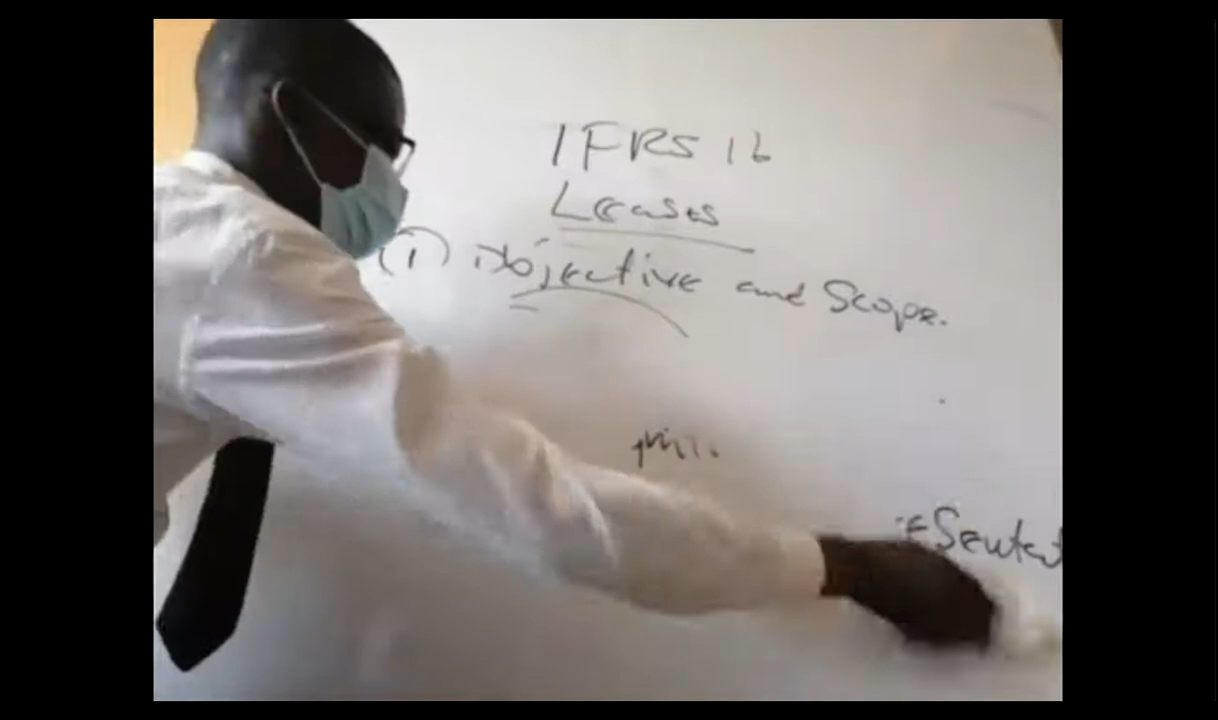 IFRS 16
Leases
(1) Objective and Scope.